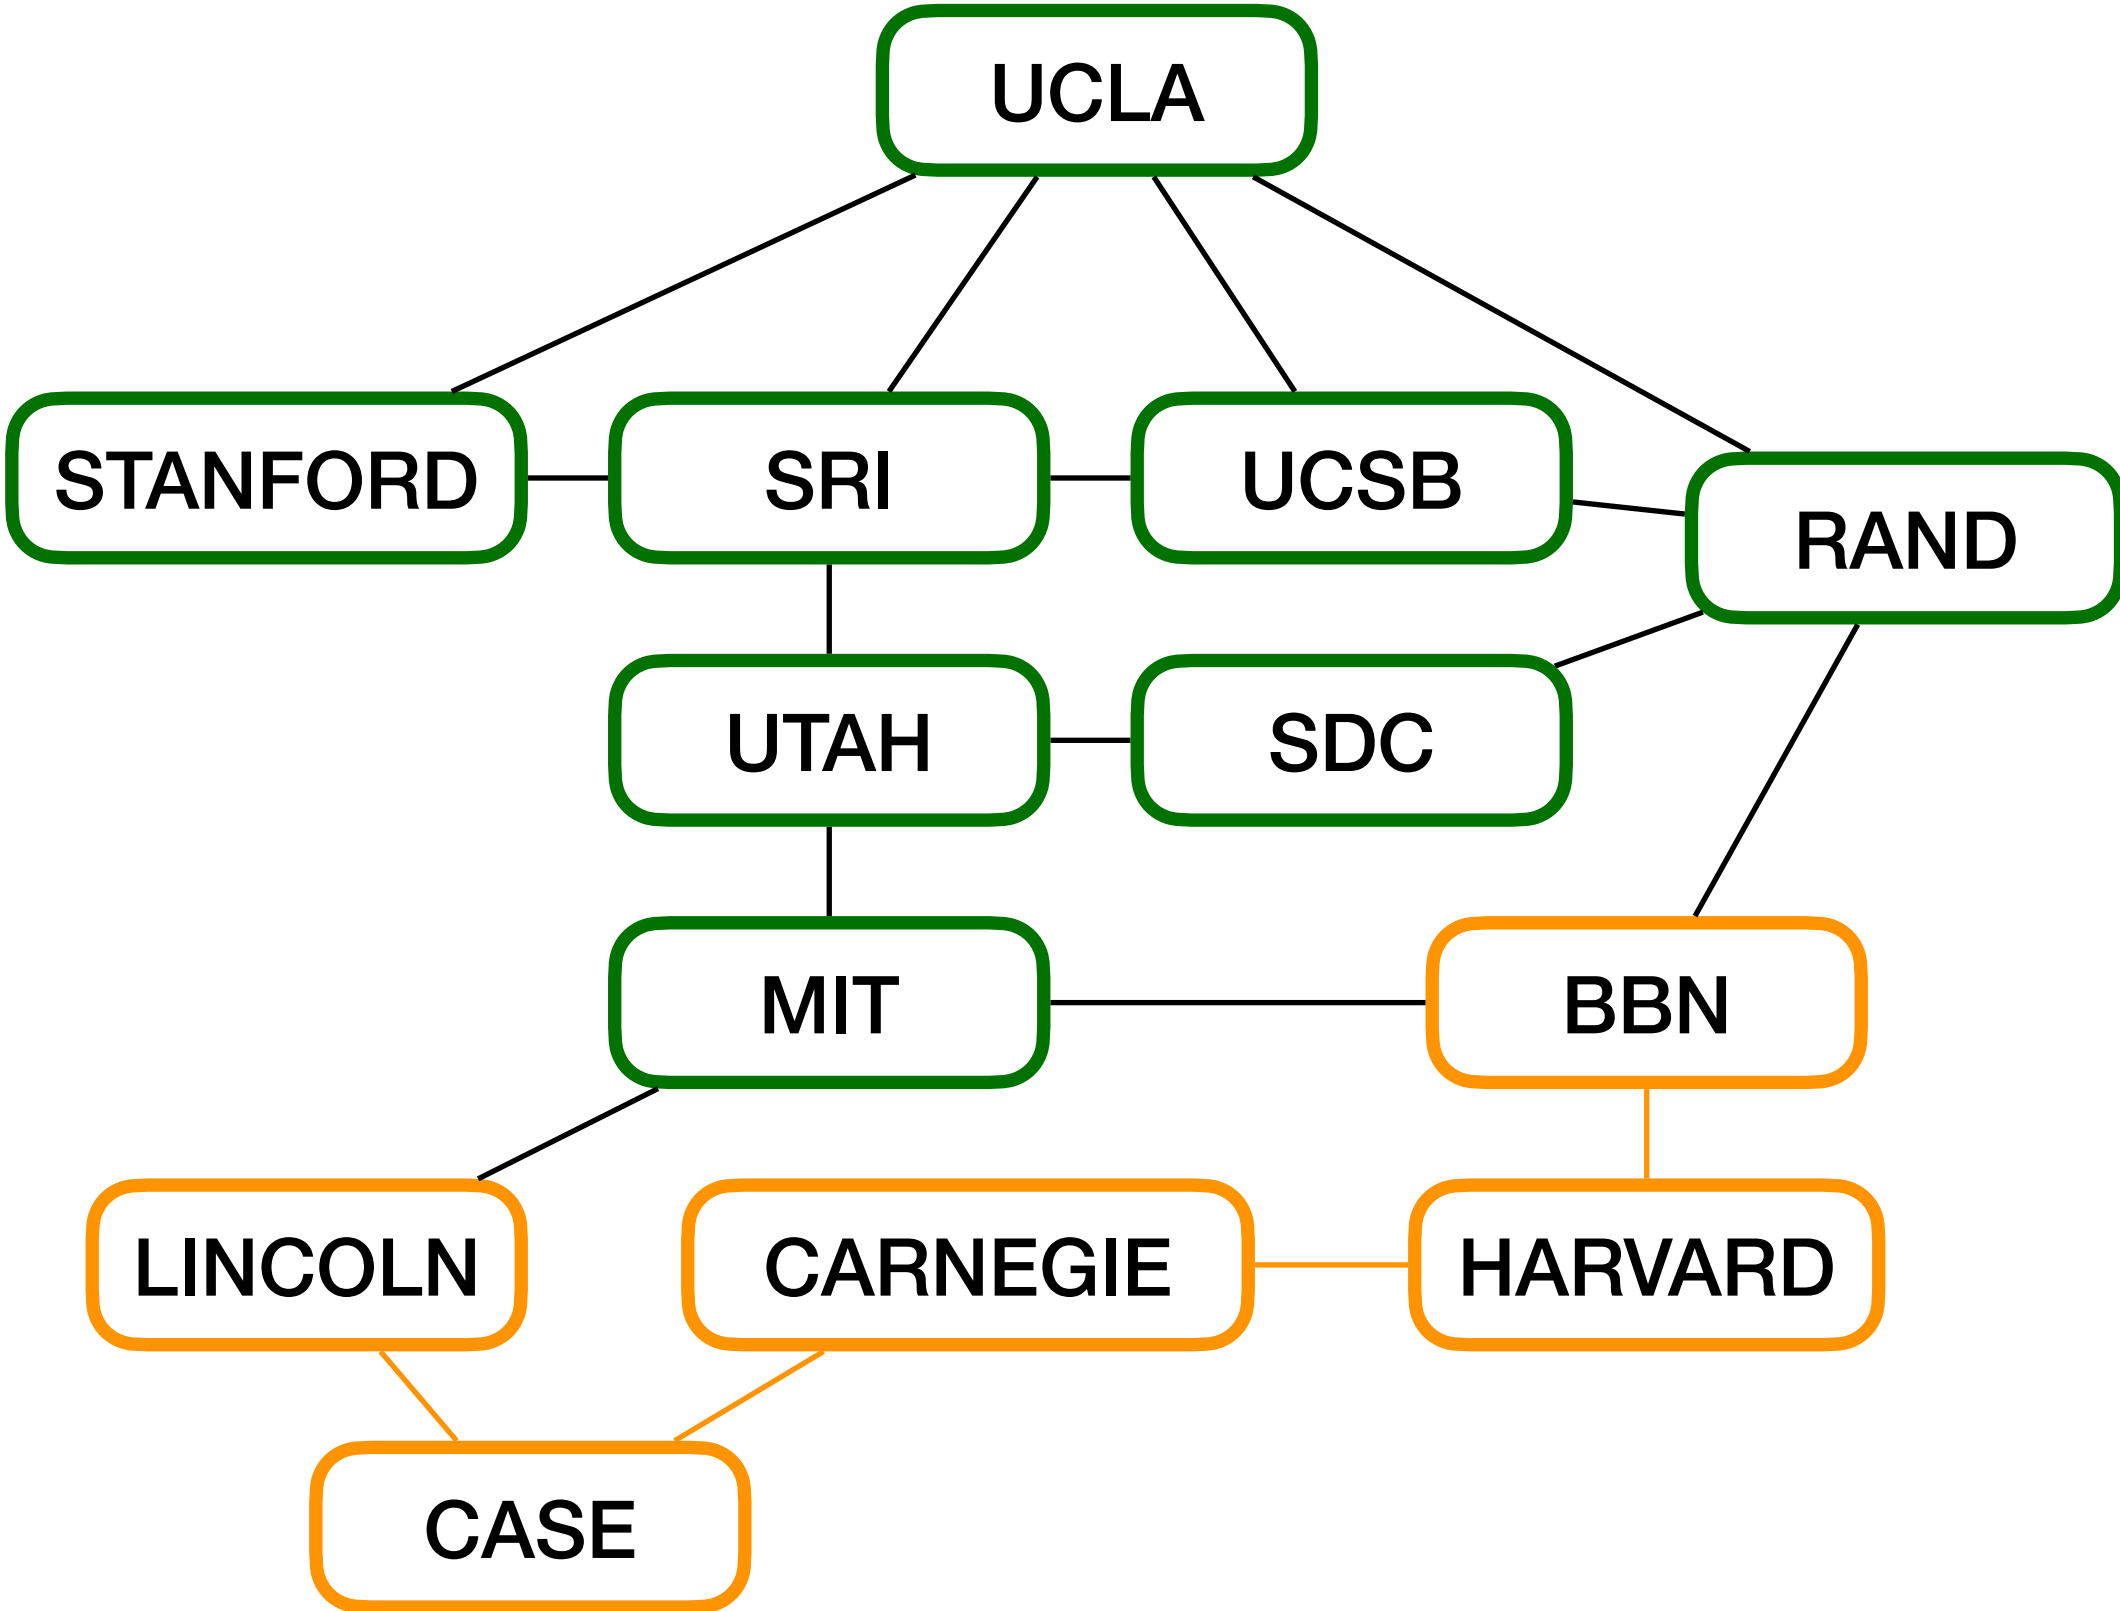 UCLA
STANFORD
SRI
UCSB
RAND
UTAH
SDC
MIT
BBN
LINCOLN
CARNEGIE
HARVARD
CASE